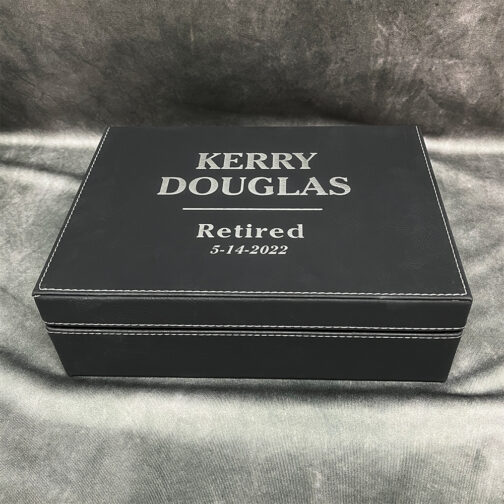 KERRY
DOUGLAS
Retired
5-14-2022